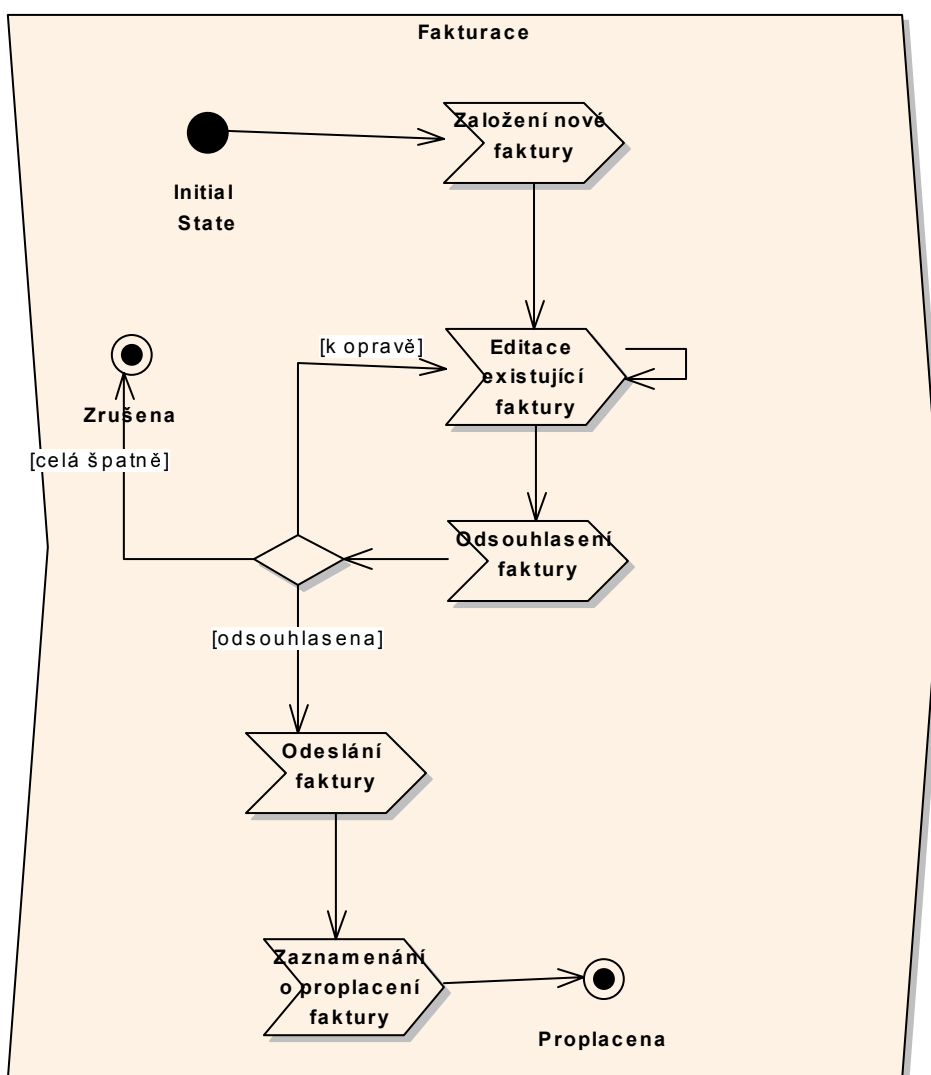 Fakturace
Založení nové
faktury
Initial
State
[k opravě]
Editace
existující
faktury
Zrušena
[celá špatně]
Odsouhlasení
faktury
[odsouhlasena]
Odeslání
faktury
Zaznamenání
o proplacení
faktury
Proplacena